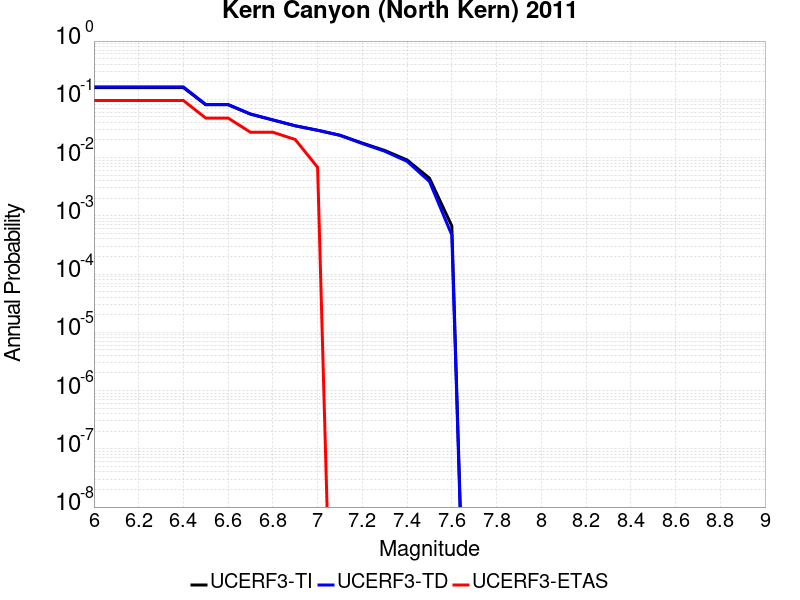 Kern Canyon (North Kern) 2011
10^0
10^-1
10^-2
10^-3
10^-4
10^-5
10^-6
10^-7
10^-8
Annual Probability
6 6.2 6.4 6.6 6.8 7 7.2 7.4 7.6 7.8 8 8.2 8.4 8.6 8.8 9
Magnitude
UCERF3-TI UCERF3-TD UCERF3-ETAS